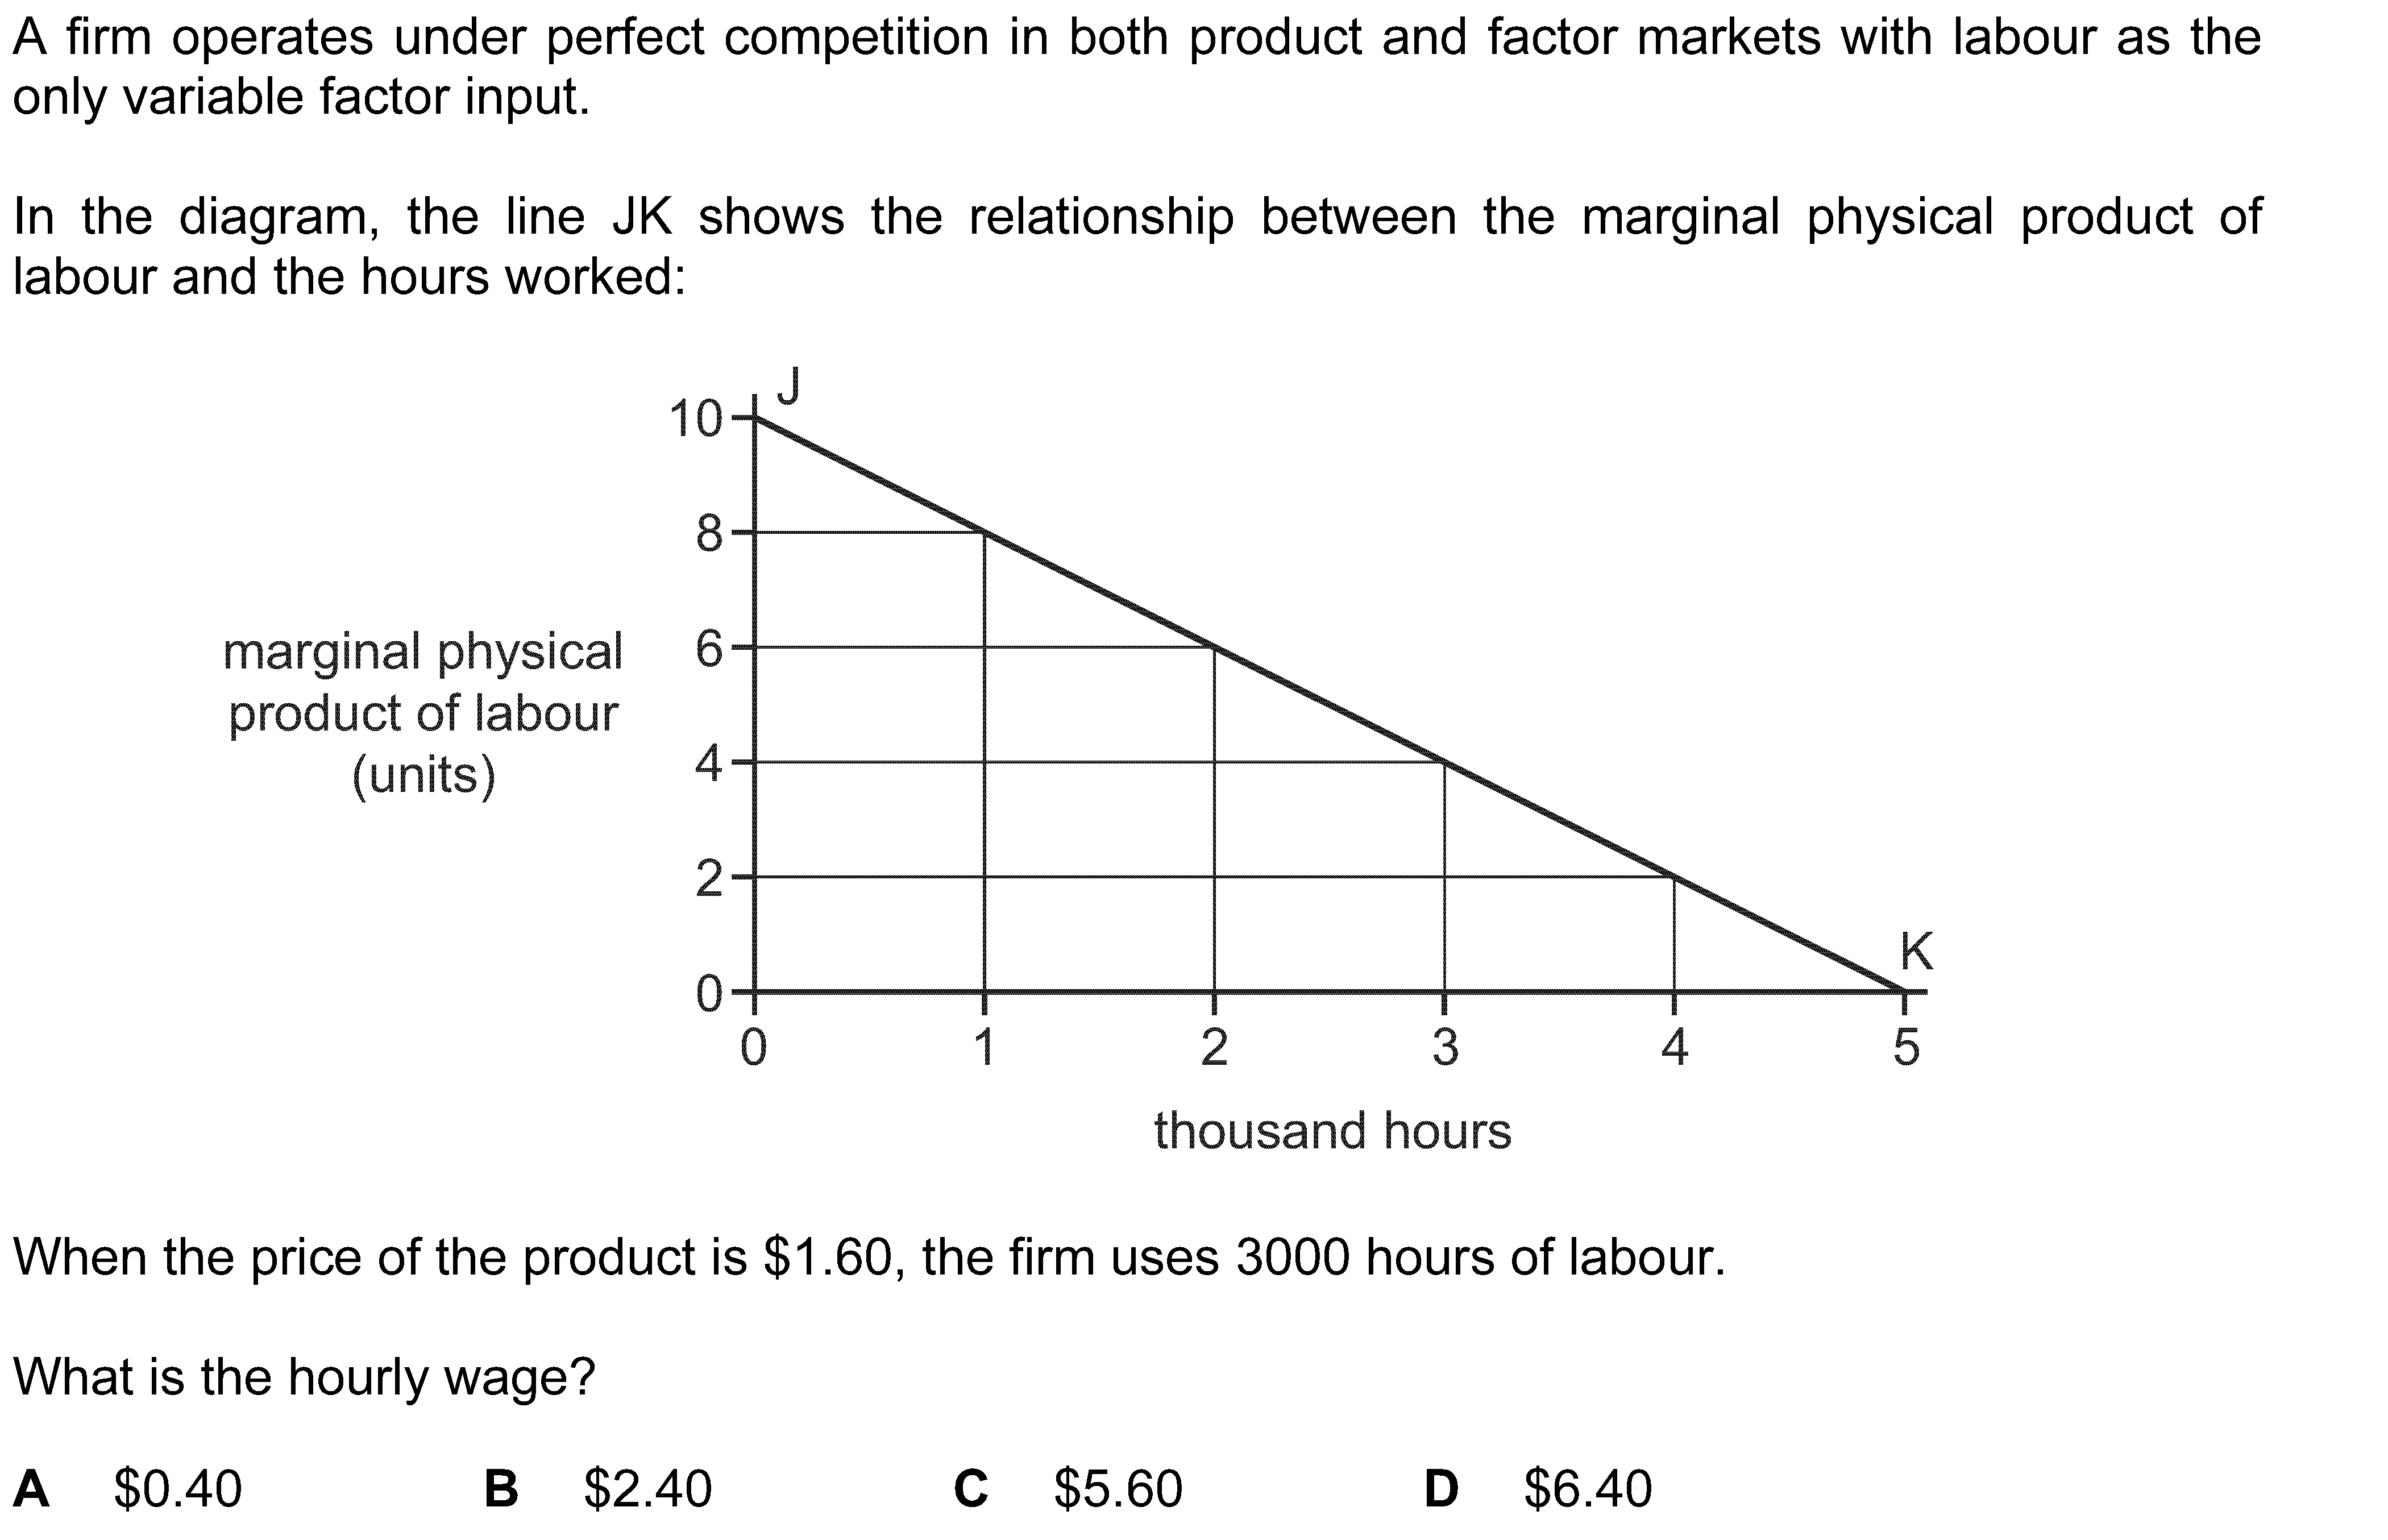 A firm operates under perfect competition in both product and factor markets with labour as the
only variable factor input.
In the diagram, the line JK shows the relationship between the marginal physical product of
labour and the hours worked:
J
10
8
marginal physical
product of labour
(units)
6
4
2
0
K
0 1 2 3 4 5
thousand hours
When the price of the product is $1.60, the firm uses 3000 hours of labour.
What is the hourly wage?
A $0.40 B $2.40 C $5.60 D $6.40